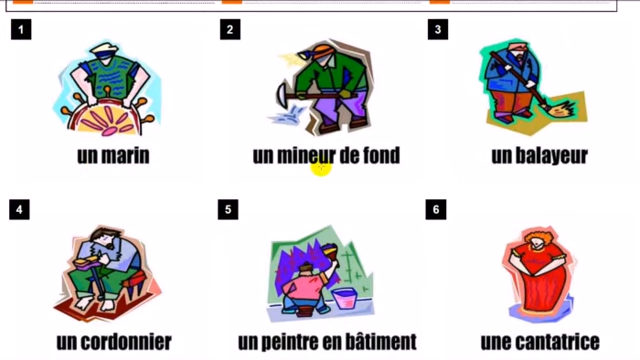 1
2
3
un marin
un mineur de fond
un balayeur
4
5
6
un cordonnier
un peintre en bâtiment
une cantatrice